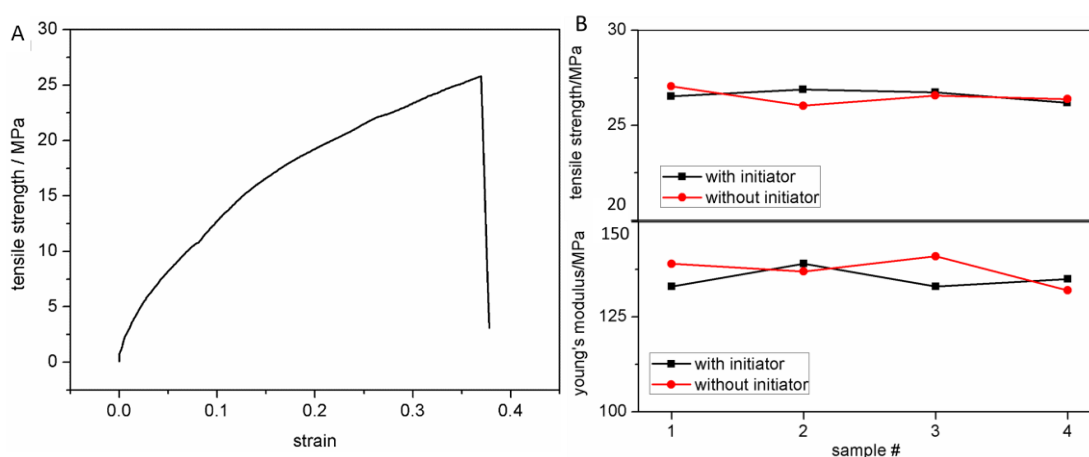 A
30
25
20
15
10
5
0
tensile strength / MPa
0.0 0.1 0.2 0.3 0.4
strain
B
30
25
20
tensile strength/MPa
with initiator
without initiator
150
125
100
young's modulus/MPa
with initiator
without initiator
1 2 3 4
sample #